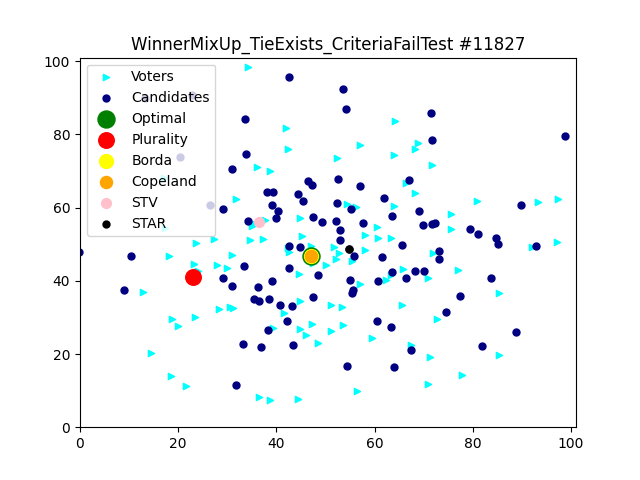 WinnerMixUp_TieExists_CriteriaFailTest #11827
100
80
60
40
20
0
Voters
Candidates
Optimal
Plurality
Borda
Copeland
STV
STAR
0 20 40 60 80 100